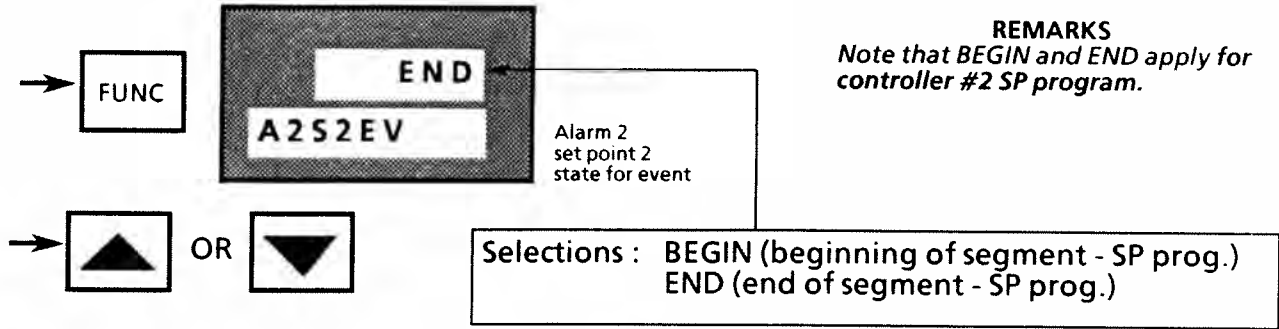 FUNC
END
A2S2EV
Alarm 2
set point 2
state for event
REMARKS
Note that BEGIN and END apply for
controller #2 SP program.
OR
Selections : BEGIN (beginning of segment - SP prog.)
END (end of segment - SP prog.)